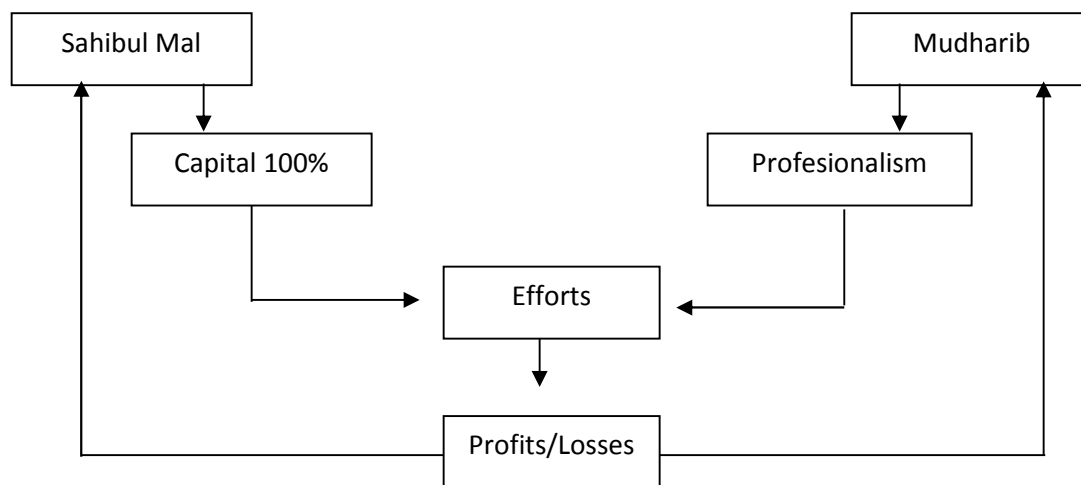 Sahibul Mal
Mudharib
Capital 100%
Profesionalism
Efforts
Profits/Losses